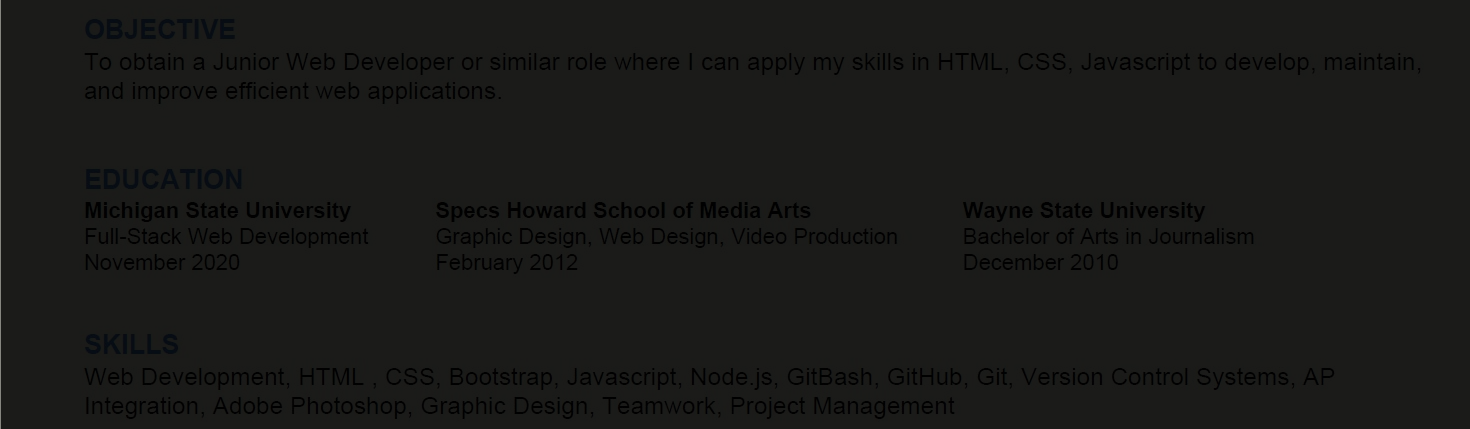 OBJECTIVE
To obtain a Junior Web Developer or similar role where I can apply my skills in HTML, CSS, Javascript to develop, maintain,
and improve efficient web applications.
EDUCATION
Michigan State University
Full-Stack Web Development
November 2020
Specs Howard School of Media Arts
Graphic Design, Web Design, Video Production
February 2012
Wayne State University
Bachelor of Arts in Journalism
December 2010
SKILLS
Web Development, HTML , CSS, Bootstrap, Javascript, Node.js, GitBash, GitHub, Git, Version Control Systems, AP
Integration, Adobe Photoshop, Graphic Design, Teamwork, Project Management